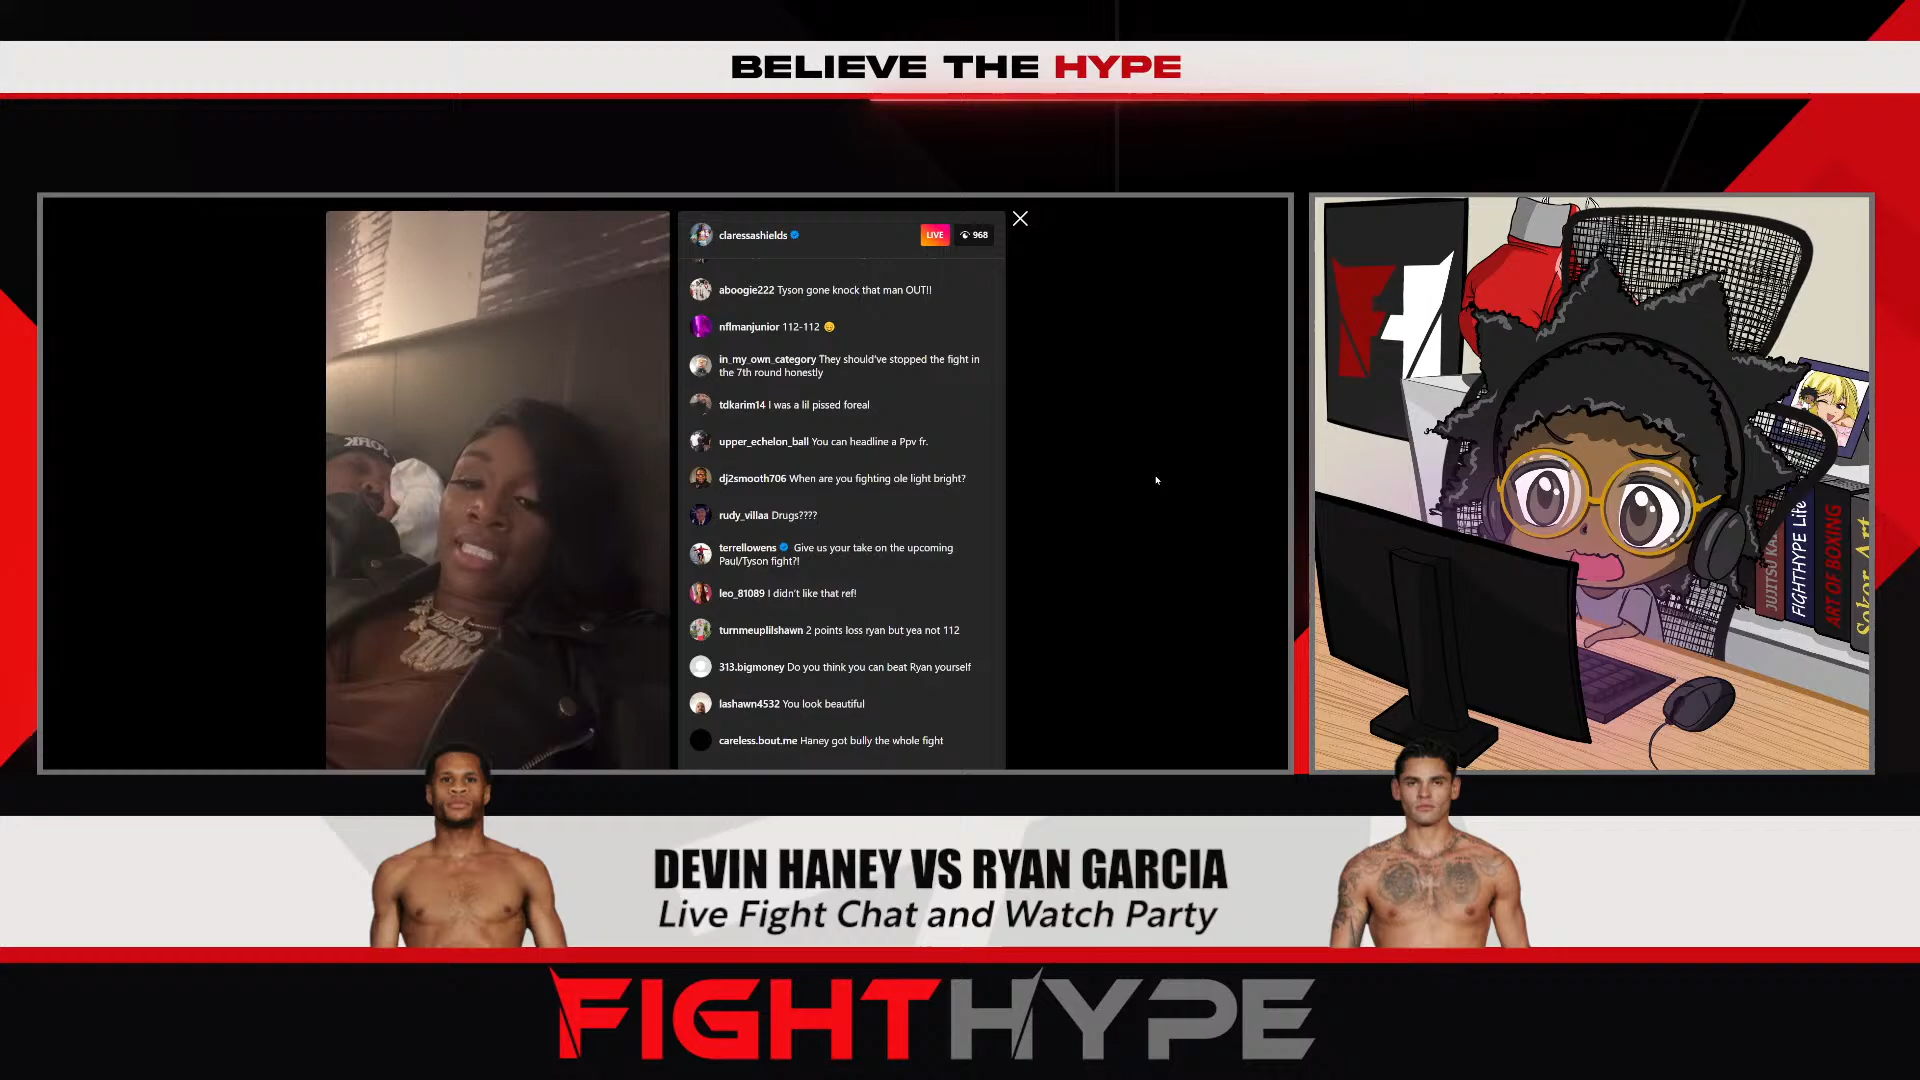 BELIEVE THE HYPE
claressashields
LIVE
968
aboogie222 Tyson gone knock that man OUT!!
nflmanjunior 112-112 😔
in_my_own_category They should've stopped the fight in
the 7th round honestly
tdkarim14 I was a lil pissed foreal
upper_echelon_ball You can headline a Ppv fr.
dj2smooth706 When are you fighting ole light bright?
rudy_villaa Drugs????
terrellowens Give us your take on the upcoming
Paul/Tyson fight?!
leo_81089 I didn't like that ref!
turnmeuplilshawn 2 points loss ryan but yea not 112
313.bigmoney Do you think you can beat Ryan yourself
lashawn4532 You look beautiful
careless.bout.me Haney got bully the whole fight
FIGHTHYPE Life
ART OF BOXING
DEVIN HANEY VS RYAN GARCIA
Live Fight Chat and Watch Party
FIGHTHYPE